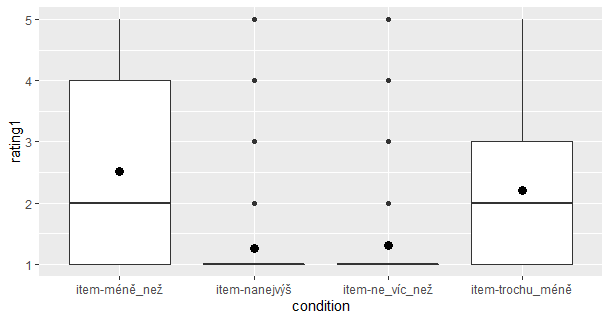 5
4
3
2
1
rating1
item-méně_než item-nanejvýš item-ne_víc_než item-trochu_méně
condition